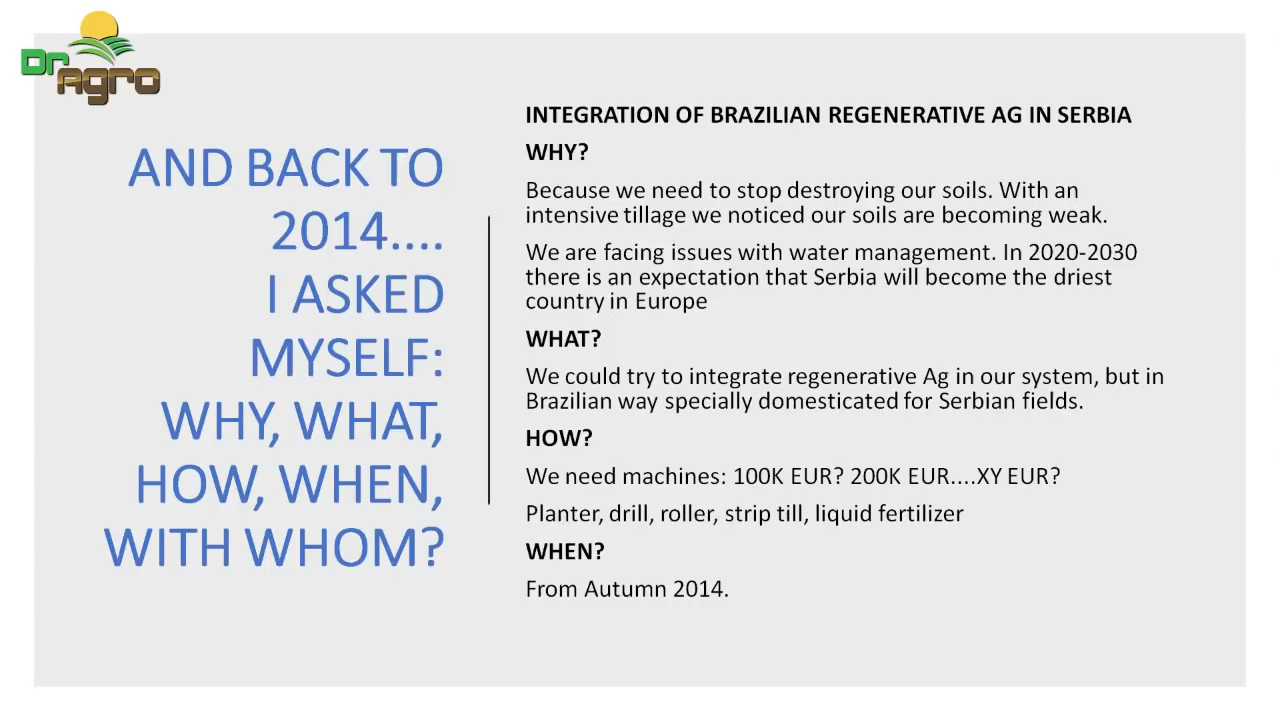 Dr
Agro
AND BACK TO
2014....
I ASKED
MYSELF:
WHY, WHAT,
HOW, WHEN,
WITH WHOM?
INTEGRATION OF BRAZILIAN REGENERATIVE AG IN SERBIA
WHY?
Because we need to stop destroying our soils. With an
intensive tillage we noticed our soils are becoming weak.
We are facing issues with water management. In 2020-2030
there is an expectation that Serbia will become the driest
country in Europe
WHAT?
We could try to integrate regenerative Ag in our system, but in
Brazilian way specially domesticated for Serbian fields.
HOW?
We need machines: 100K EUR? 200K EUR....XY EUR?
Planter, drill, roller, strip till, liquid fertilizer
WHEN?
From Autumn 2014.